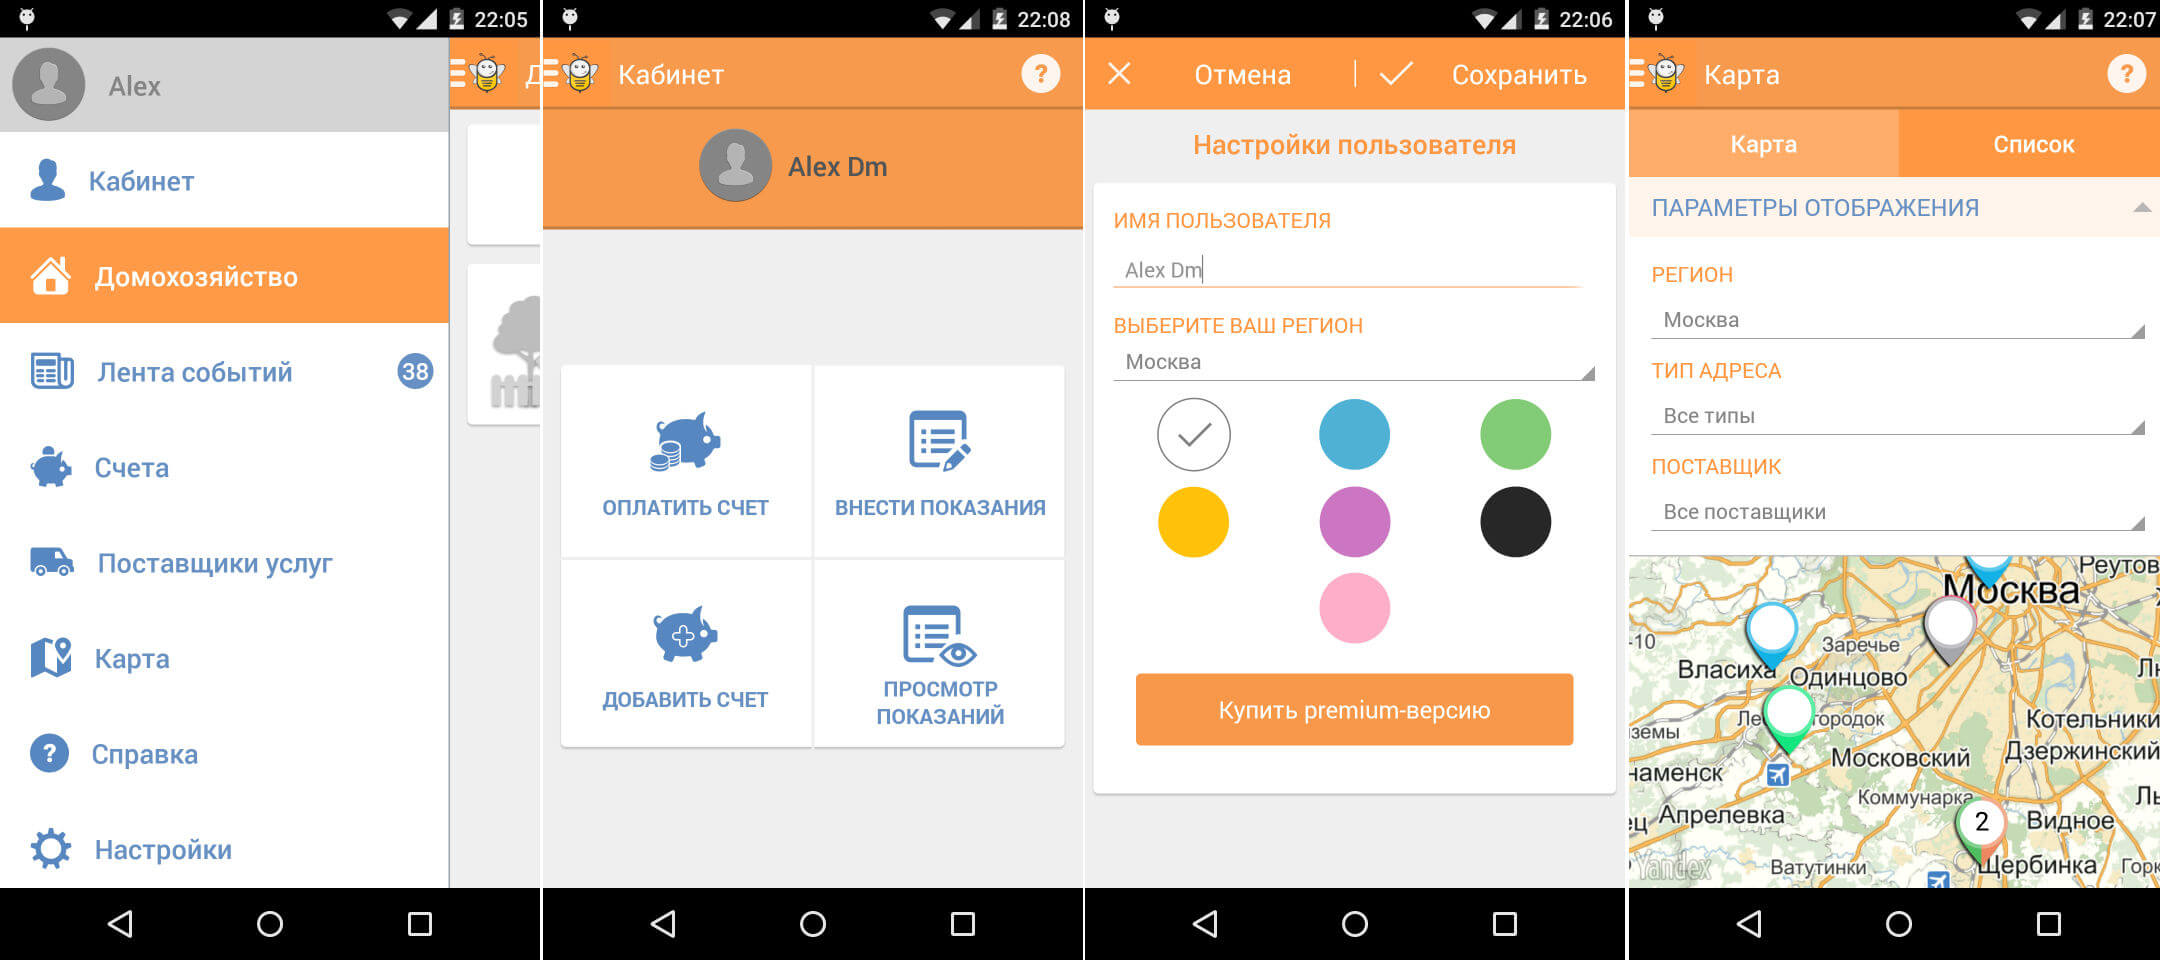 22:05
Alex
Кабинет
Домохозяйство
Лента событий
38
Счета
Поставщики услуг
Карта
Справка
Настройки
22:08
Кабинет
?
Alex Dm
ОПЛАТИТЬ СЧЕТ
ВНЕСТИ ПОКАЗАНИЯ
ДОБАВИТЬ СЧЕТ
ПРОСМОТР
ПОКАЗАНИЙ
22:06
Отмена
Сохранить
Настройки пользователя
ИМЯ ПОЛЬЗОВАТЕЛЯ
Alex Dm
ВЫБЕРИТЕ ВАШ РЕГИОН
Москва
Купить premium-версию
22:07
Карта
?
Карта
Список
ПАРАМЕТРЫ ОТОБРАЖЕНИЯ
РЕГИОН
Москва
ТИП АДРЕСА
Все типы
ПОСТАВЩИК
Все поставщики
Реутов
Москва
-10
Заречье
Власиха
Одинцово
городок
Котельники
земы
Московский
Дзержинский
наменск
Коммунарка
Апрелевка
2
Видное
Yandex
Ватутинки
Щербинка
Горк